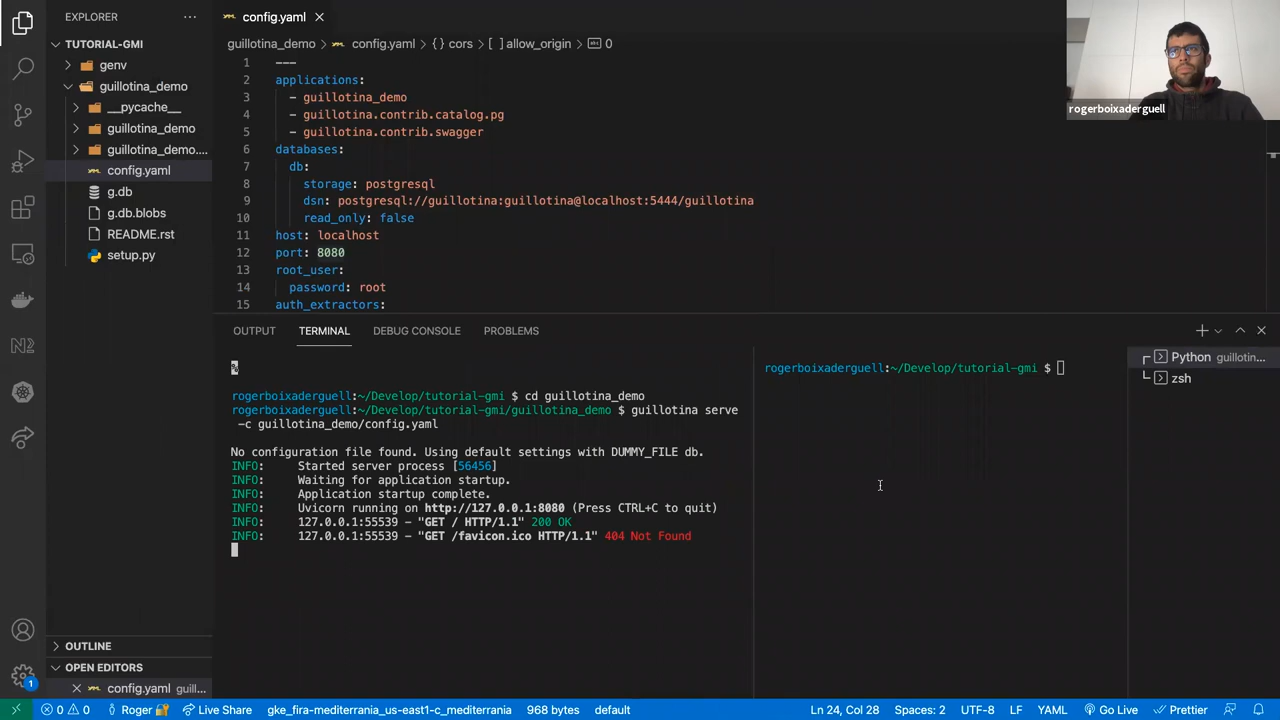 EXPLORER
TUTORIAL-GMI
genv
guillotina_demo
__pycache__
guillotina_demo
guillotina_demo....
config.yaml
g.db
g.db.blobs
README.rst
setup.py
OUTLINE
OPEN EDITORS
config.yaml guill...
config.yaml
guillotina_demo > config.yaml > {} cors > [ ] allow_origin > abc 0
1 ---
2 applications:
3 - guillotina_demo
4 - guillotina.contrib.catalog.pg
5 - guillotina.contrib.swagger
6 databases:
7 db:
8 storage: postgresql
9 dsn: postgresql://guillotina:guillotina@localhost:5444/guillotina
10 read_only: false
11 host: localhost
12 port: 8080
13 root_user:
14 password: root
15 auth_extractors:
rogerboixaderguell
OUTPUT TERMINAL DEBUG CONSOLE PROBLEMS
%
rogerboixaderguell:~/Develop/tutorial-gmi $ cd guillotina_demo
rogerboixaderguell:~/Develop/tutorial-gmi/guillotina_demo $ guillotina serve
-c guillotina_demo/config.yaml
No configuration file found. Using default settings with DUMMY_FILE db.
INFO: Started server process [56456]
INFO: Waiting for application startup.
INFO: Application startup complete.
INFO: Uvicorn running on http://127.0.0.1:8080 (Press CTRL+C to quit)
INFO: 127.0.0.1:55539 - "GET / HTTP/1.1" 200 OK
INFO: 127.0.0.1:55539 - "GET /favicon.ico HTTP/1.1" 404 Not Found
rogerboixaderguell:~/Develop/tutorial-gmi $
Python guillotin...
zsh
N2
1
0 0 Roger Live Share gke_fira-mediterrania_us-east1-c_mediterrania 968 bytes default Ln 24, Col 28 Spaces: 2 UTF-8 LF YAML Go Live Prettier